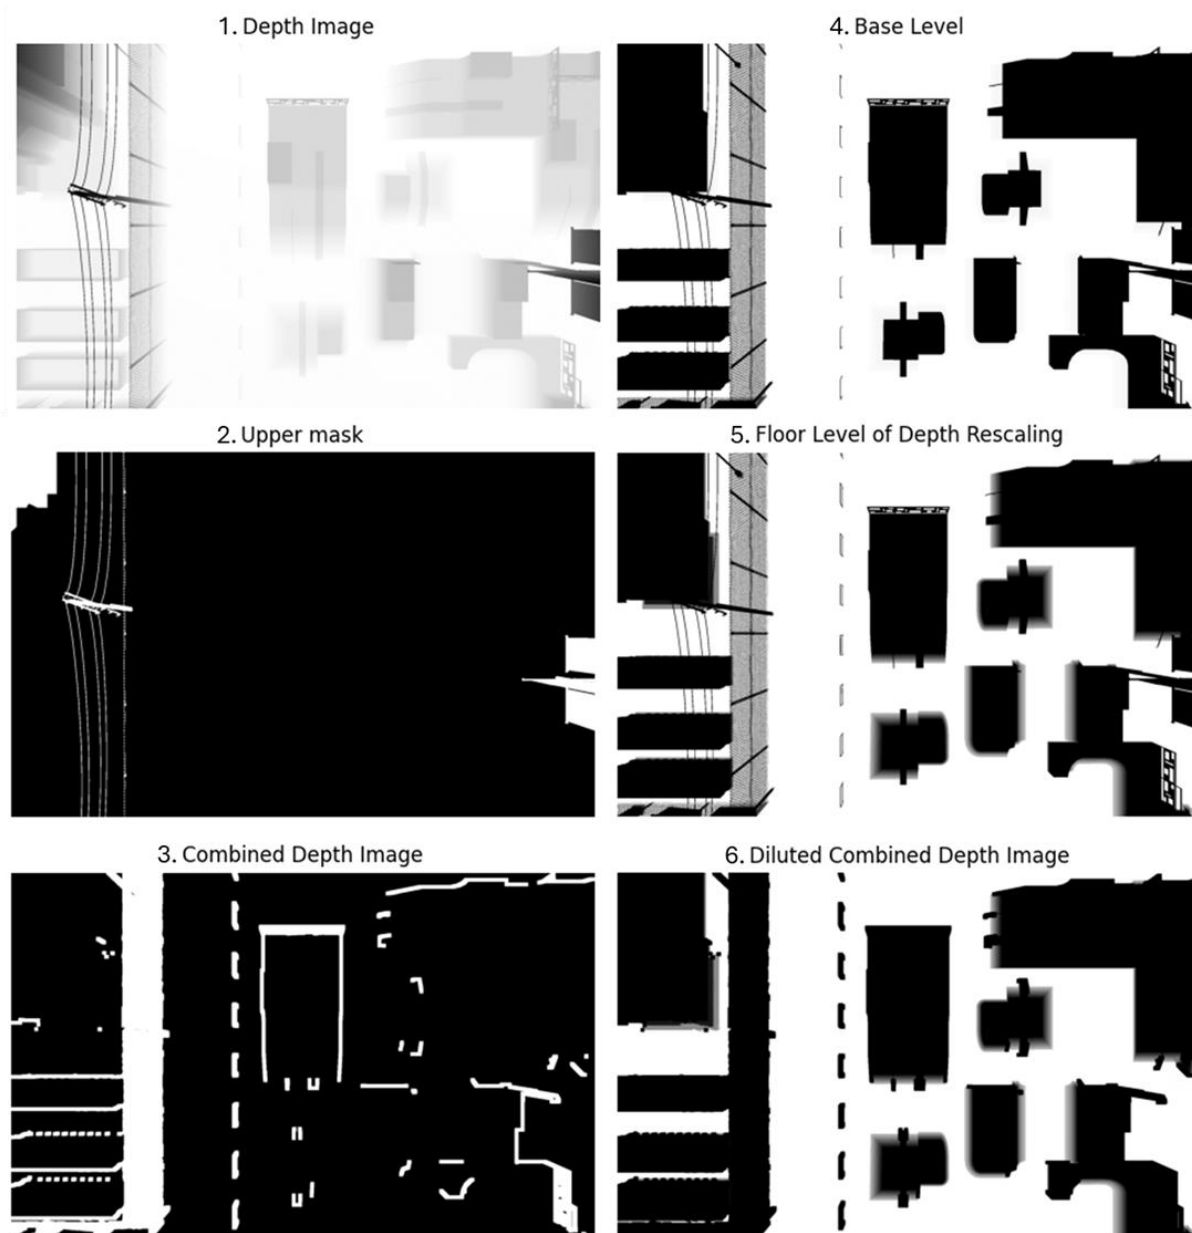 1. Depth Image
4. Base Level
2. Upper mask
5. Floor Level of Depth Rescaling
3. Combined Depth Image
6. Diluted Combined Depth Image